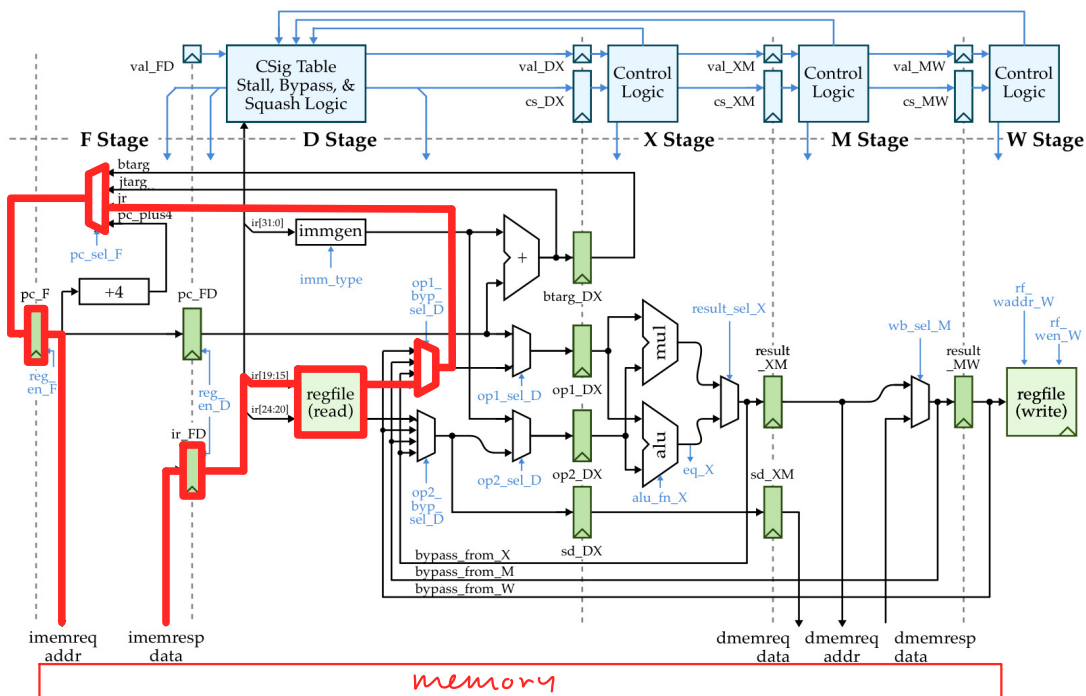 val_FD
CSig Table
Stall, Bypass, &
Squash Logic
val_DX
cs_DX
Control
Logic
val_XM
cs_XM
Control
Logic
val_MW
cs_MW
Control
Logic
F Stage
D Stage
X Stage
M Stage
W Stage
btarg
jtarg
jr
pc_plus4
pc_sel_F
ir[31:0]
immgen
imm_type
+
btarg_DX
pc_F
+4
pc_FD
reg_
en_F
reg_
en_D
ir_FD
ir[19:15]
ir[24:20]
regfile
(read)
op1_
byp_
sel_D
op1_sel_D
op1_DX
op2_
byp_
sel_D
op2_sel_D
op2_DX
sd_DX
mul
alu
alu_fn_X
eq_X
result_sel_X
result
_XM
sd_XM
wb_sel_M
result
_MW
rf_
waddr_W
rf_
wen_W
regfile
(write)
bypass_from_X
bypass_from_M
bypass_from_W
imemreq
addr
imemresp
data
dmemreq
data
dmemreq
addr
dmemresp
data
memory